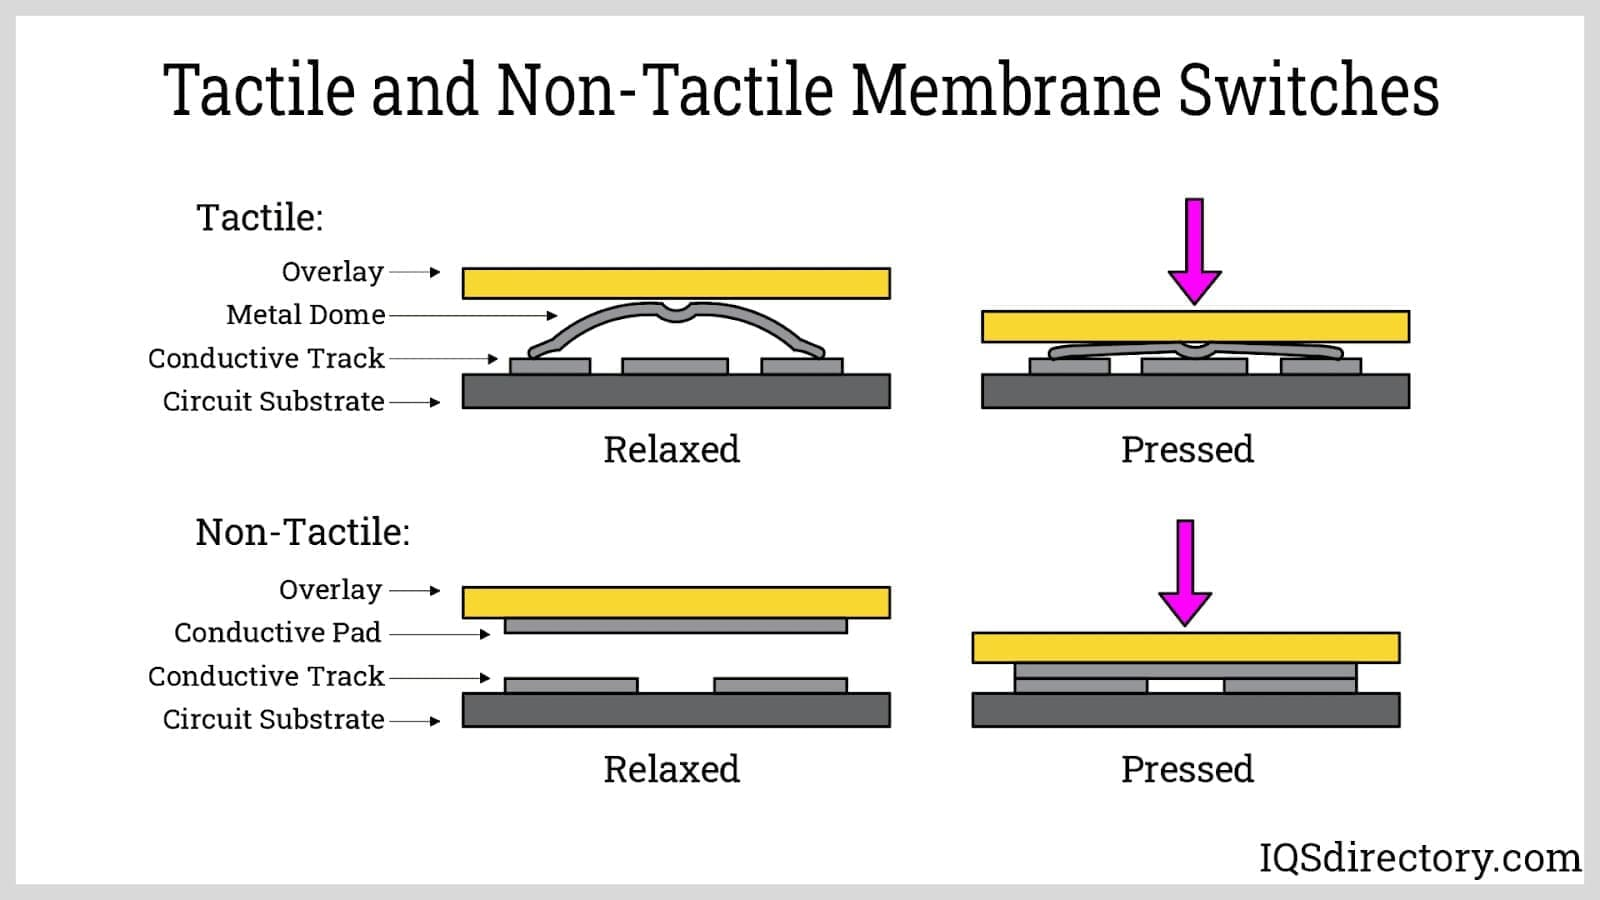 Tactile and Non-Tactile Membrane Switches
Tactile:
Overlay
Metal Dome
Conductive Track
Circuit Substrate
Relaxed
Pressed
Non-Tactile:
Overlay
Conductive Pad
Conductive Track
Circuit Substrate
Relaxed
Pressed
IQSdirectory.com